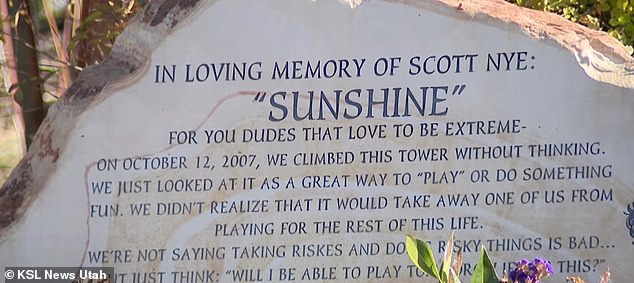 IN LOVING MEMORY OF SCOTT NYE:
"SUNSHINE"
FOR YOU DUDES THAT LOVE TO BE EXTREME-
ON OCTOBER 12, 2007, WE CLIMBED THIS TOWER WITHOUT THINKING.
WE JUST LOOKED AT IT AS A GREAT WAY TO "PLAY" OR DO SOMETHING
FUN. WE DIDN'T REALIZE THAT IT WOULD TAKE AWAY ONE OF US FROM
PLAYING FOR THE REST OF THIS LIFE.
WE'RE NOT SAYING TAKING RISKES AND DO RISKY THINGS IS BAD...
JUST THINK: "WILL I BE ABLE TO PLAY THIS?"
© KSL News Utah